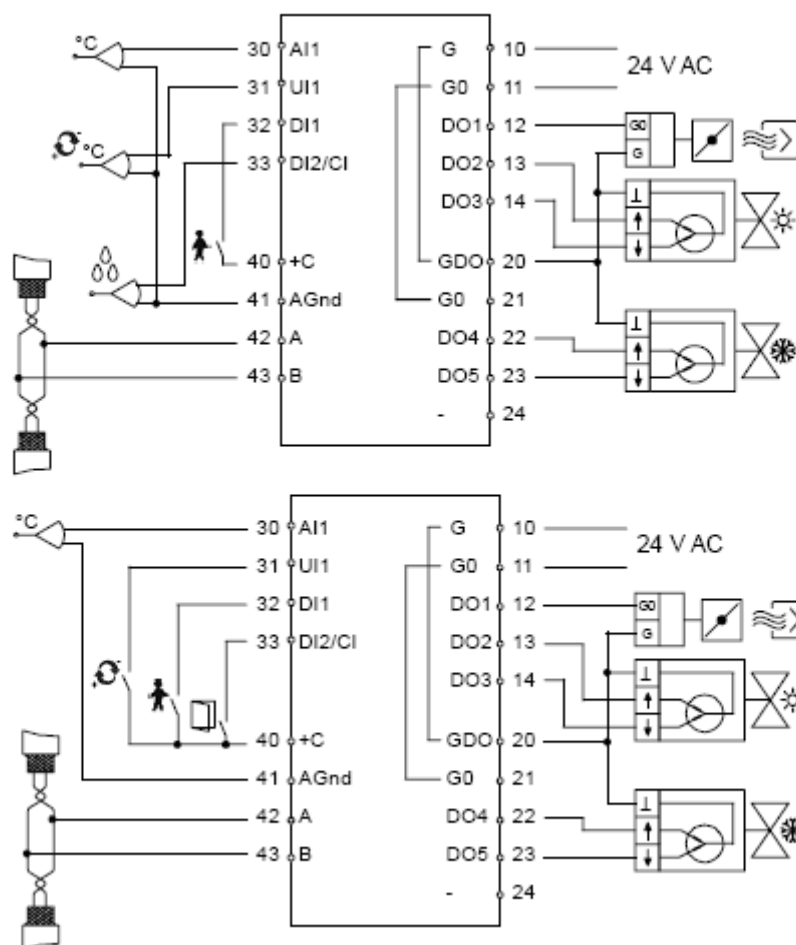 °C 30 AI1 G 10
24 V AC
31 UI1 G0 11
32 DI1 DO1 12 G0
°C
33 DI2/CI DO2 13 G
DO3 14
40 +C GDO 20
41 AGnd G0 21
42 A DO4 22
43 B DO5 23
- 24
°C 30 AI1 G 10
24 V AC
31 UI1 G0 11
32 DI1 DO1 12 G0
33 DI2/CI DO2 13 G
DO3 14
40 +C GDO 20
41 AGnd G0 21
42 A DO4 22
43 B DO5 23
- 24